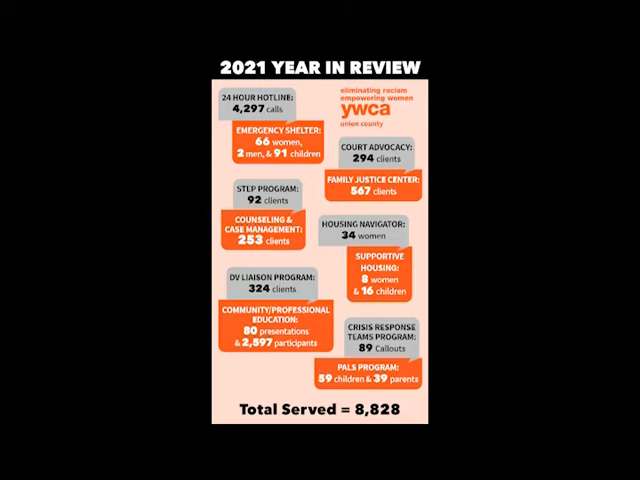 2021 YEAR IN REVIEW
24 HOUR HOTLINE:
4,297 calls
eliminating racism
empowering women
ywca
union county
EMERGENCY SHELTER:
66 women,
2 men, & 91 children
COURT ADVOCACY:
294 clients
FAMILY JUSTICE CENTER:
567 clients
STEP PROGRAM:
92 clients
COUNSELING &
CASE MANAGEMENT:
253 clients
HOUSING NAVIGATOR:
34 women
SUPPORTIVE
HOUSING:
8 women
& 16 children
DV LIAISON PROGRAM:
324 clients
COMMUNITY/PROFESSIONAL
EDUCATION:
80 presentations
& 2,597 participants
CRISIS RESPONSE
TEAMS PROGRAM:
89 Callouts
PALS PROGRAM:
59 children & 39 parents
Total Served = 8,828